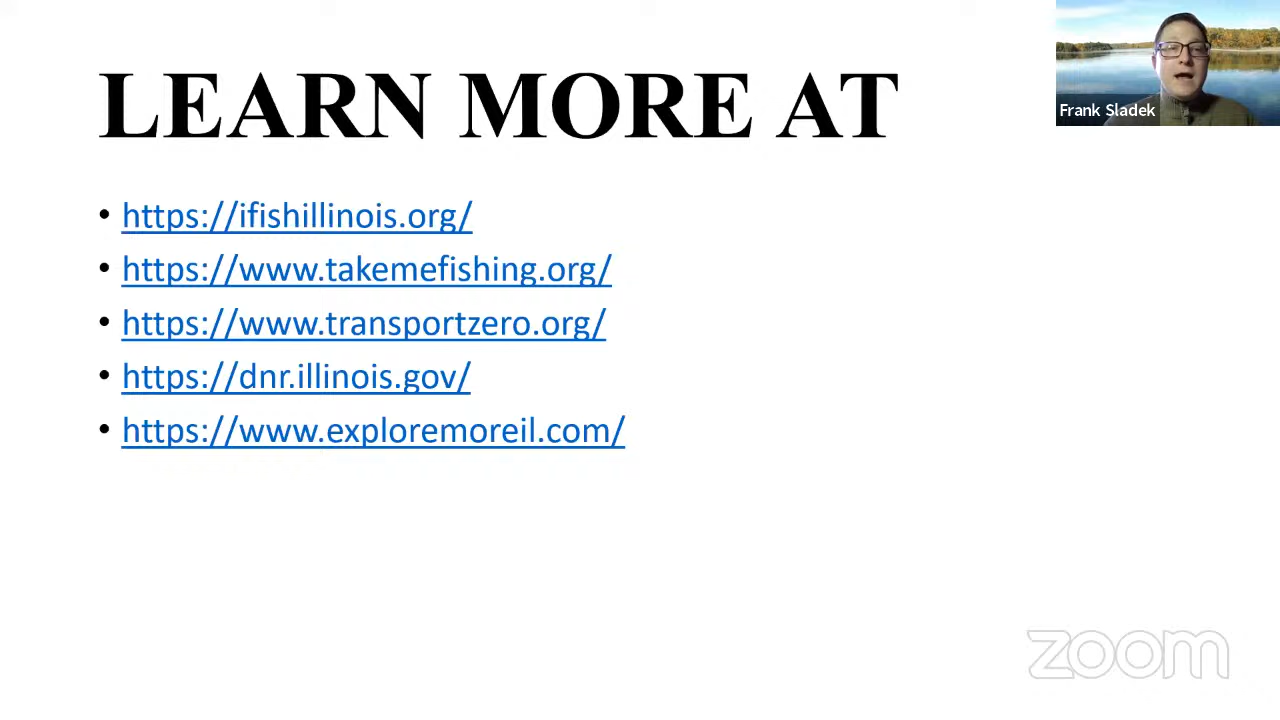 LEARN MORE AT
Frank Sladek
• https://ifishillinois.org/
• https://www.takemefishing.org/
• https://www.transportzero.org/
• https://dnr.illinois.gov/
• https://www.exploremoreil.com/
zoom